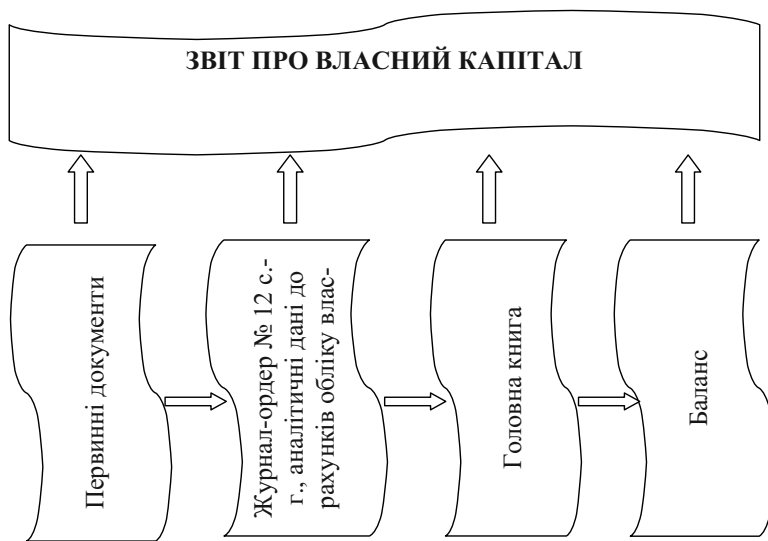 ЗВІТ ПРО ВЛАСНИЙ КАПІТАЛ
Первинні документи
Журнал-ордер № 12 с.-
г., аналітичні дані до
рахунків обліку влас-
Головна книга
Баланс